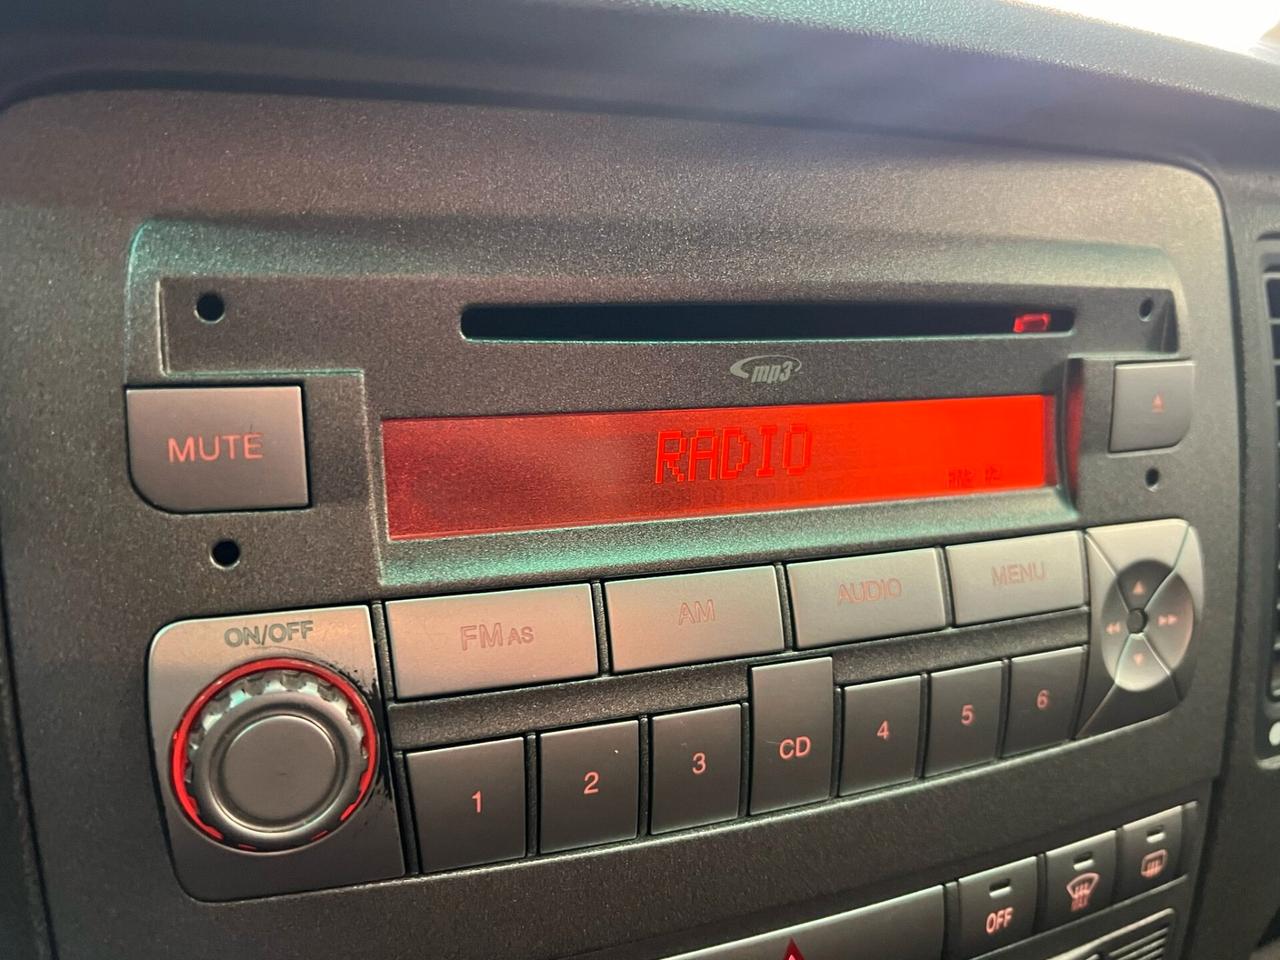 mp3
MUTE
RADIO
ON/OFF
FM AS
AM
AUDIO
MENU
1
2
3
CD
4
5
6
OFF